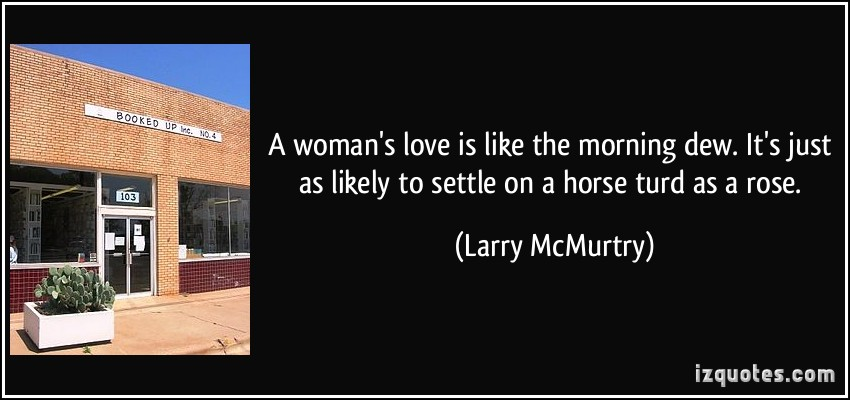 BOOKED UP Inc. NO. 4
103
A woman's love is like the morning dew. It's just
as likely to settle on a horse turd as a rose.
(Larry McMurtry)
izquotes.com